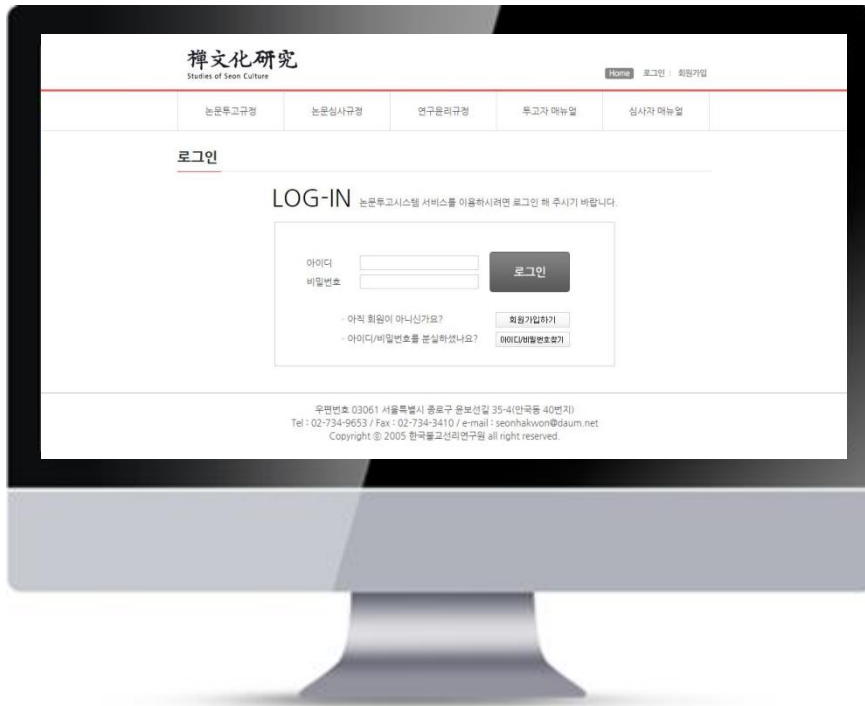 禪文化硏究
Studies of Seon Culture
Home 로그인 | 회원가입
논문투고규정 논문심사규정 연구윤리규정 투고자 매뉴얼 심사자 매뉴얼
로그인
LOG-IN 논문투고시스템 서비스를 이용하시려면 로그인 해 주시기 바랍니다.
아이디
비밀번호
로그인
· 아직 회원이 아니신가요? 회원가입하기
· 아이디/비밀번호를 분실하셨나요? 아이디/비밀번호찾기
우편번호 03061 서울특별시 종로구 윤보선길 35-4(안국동 40번지)
Tel : 02-734-9653 / Fax : 02-734-3410 / e-mail : seonhakwon@daum.net
Copyright ⓒ 2005 한국불교선리연구원 all right reserved.